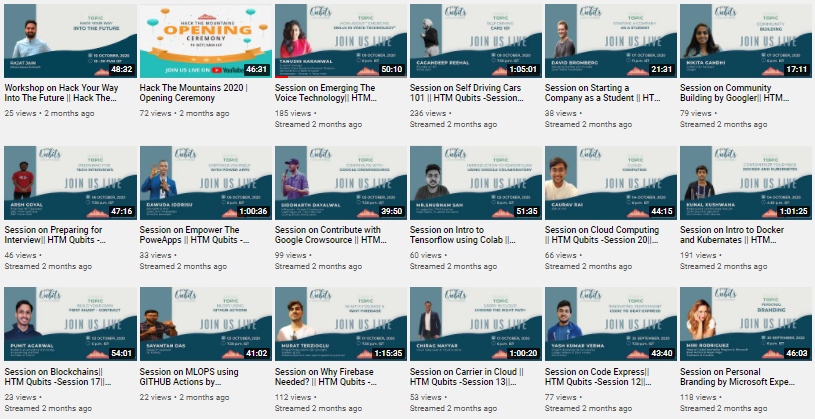 TOPIC
HACK YOUR WAY
INTO THE FUTURE
RAJAT JAIN
10 OCTOBER, 2020
48:32
HACK THE MOUNTAINS
OPENING
CEREMONY
JOIN US LIVE ON YouTube
46:31
SKILLS IN VOICE TECHNOLOGY
JOIN US LIVE
TANUSHI KARANWAL
50:10
TOPIC
SELF DRIVING
CARS 101
JOIN US LIVE
GAGANDEEP REEHAL
1:05:01
TOPIC
STARTING A COMPANY
AS A STUDENT
JOIN US LIVE
DAVID BROMBERG
21:31
TOPIC
COMMUNITY
BUILDING
JOIN US LIVE
NIKITA GANDHI
17:11
Workshop on Hack Your Way
Into The Future || Hack The...
25 views • 2 months ago
Hack The Mountains 2020 |
Opening Ceremony
72 views • 2 months ago
Session on Emerging The
Voice Technology|| HTM...
185 views •
Streamed 2 months ago
Session on Self Driving Cars
101 || HTM Qubits -Session...
236 views •
Streamed 2 months ago
Session on Starting a
Company as a Student || HT...
38 views •
Streamed 2 months ago
Session on Community
Building by Googler|| HTM...
79 views •
Streamed 2 months ago
Qubits
TOPIC
PREPARING FOR
TECH INTERVIEWS
JOIN US LIVE
ARSH GOYAL
47:16
Qubits
TOPIC
WITH POWER APPS
JOIN US LIVE
DAWUDA IDDRISU
1:00:36
Qubits
TOPIC
CONTRIBUTE WITH
GOOGLE CROWDSOURCE
JOIN US LIVE
SIDDHARTH DAYALWAL
39:50
Qubits
TOPIC
INTRODUCTION TO TENSORFLOW
USING GOOGLE COLABORATORY
JOIN US LIVE
MR.SHUBHAM SAH
51:35
Qubits
TOPIC
CLOUD
COMPUTING
JOIN US LIVE
GAURAV RAI
44:15
Qubits
TOPIC
DOCKER AND KUBERNETES
JOIN US LIVE
KUNAL KUSHWAHA
1:01:25
Session on Preparing for
Interview|| HTM Qubits -...
46 views •
Streamed 2 months ago
Session on Empower The
PoweApps || HTM Qubits -...
33 views •
Streamed 2 months ago
Session on Contribute with
Google Crowsource || HTM...
99 views •
Streamed 2 months ago
Session on Intro to
Tensorflow using Colab ||...
60 views •
Streamed 2 months ago
Session on Cloud Computing
|| HTM Qubits -Session 20||...
66 views •
Streamed 2 months ago
Session on Intro to Docker
and Kubernates || HTM...
191 views •
Streamed 2 months ago
Qubits
TOPIC
BUILD YOUR OWN
FIRST SMART - CONTRACT
JOIN US LIVE
PUNIT AGARWAL
54:01
Qubits
TOPIC
MLOPS USING
GITHUB ACTIONS
JOIN US LIVE
SAYANTAN DAS
41:02
Qubits
TOPIC
WHY FIREBASE
JOIN US LIVE
MURAT TERZIOGLU
1:15:35
Qubits
TOPIC
CHOOSE THE RIGHT PATH
JOIN US LIVE
CHIRAG NAYYAR
1:00:20
Qubits
TOPIC
CODE TO BEAT EXPRESS
JOIN US LIVE
YASH KUMAR VERMA
43:40
Qubits
TOPIC
PERSONAL
BRANDING
JOIN US LIVE
MIRI RODRIGUEZ
46:03
Session on Blockchains||
HTM Qubits -Session 17||...
23 views •
Streamed 2 months ago
Session on MLOPS using
GITHUB Actions by...
22 views • 2 months ago
Session on Why Firebase
Needed? || HTM Qubits -...
112 views •
Streamed 2 months ago
Session on Carrier in Cloud ||
HTM Qubits -Session 13||...
53 views •
Streamed 2 months ago
Session on Code Express||
HTM Qubits -Session 12||...
77 views •
Streamed 2 months ago
Session on Personal
Branding by Microsoft Expe...
118 views •
Streamed 2 months ago